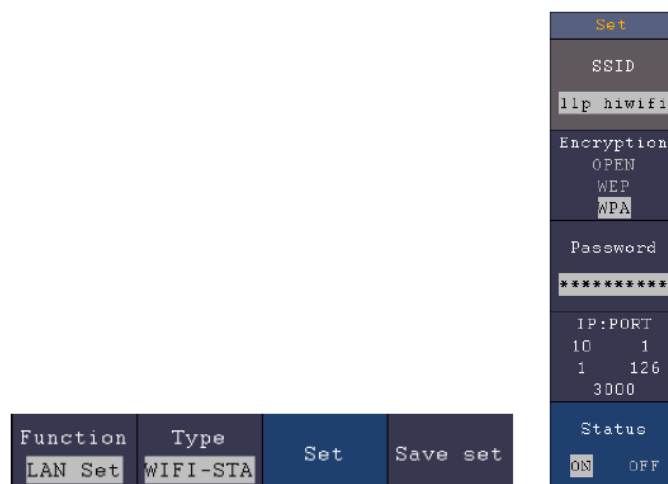 Set
SSID
llp hiwifi
Encryption
OPEN
WEP
WPA
Password
**********
IP:PORT
10 1
1 126
3000
Status
ON OFF
Function Type Set Save set
LAN Set WIFI-STA